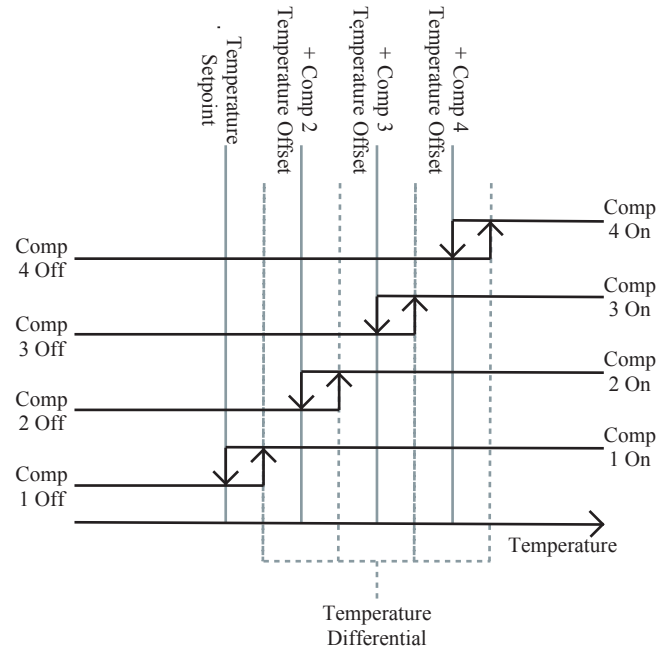 Temperature
Setpoint
+ Comp 2
Temperature Offset
+ Comp 3
Temperature Offset
+ Comp 4
Temperature Offset
Comp
4 On
Comp
4 Off
Comp
3 On
Comp
3 Off
Comp
2 On
Comp
2 Off
Comp
1 On
Comp
1 Off
Temperature
Temperature
Differential